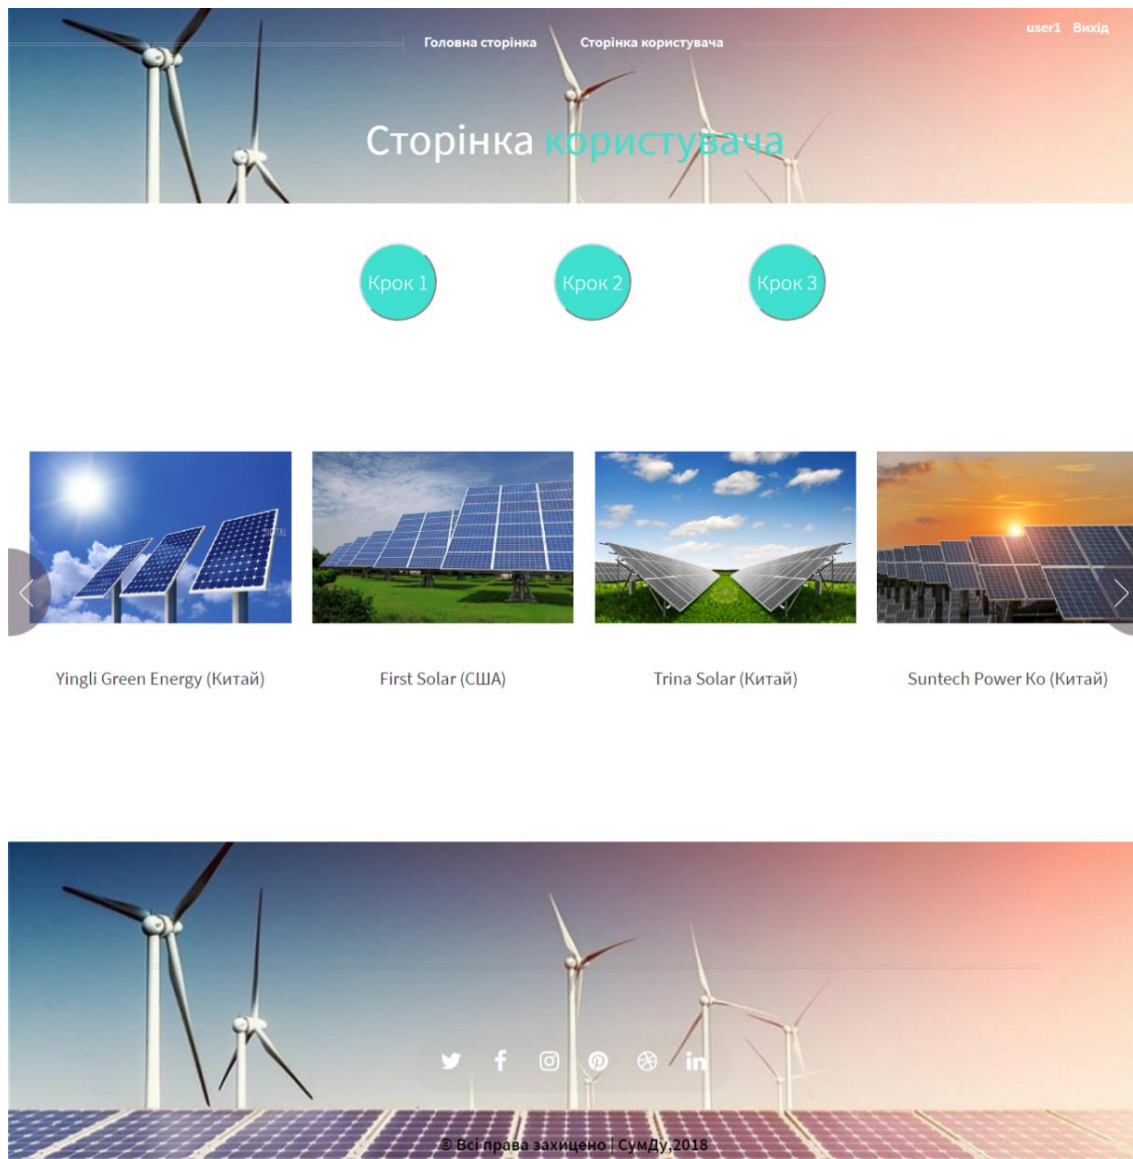 user1 Вихід
Головна сторінка Сторінка користувача
Сторінка користувача
Крок 1 Крок 2 Крок 3
Yingli Green Energy (Китай) First Solar (США) Trina Solar (Китай) Suntech Power Ko (Китай)
© Всі права захищено | СумДу,2018